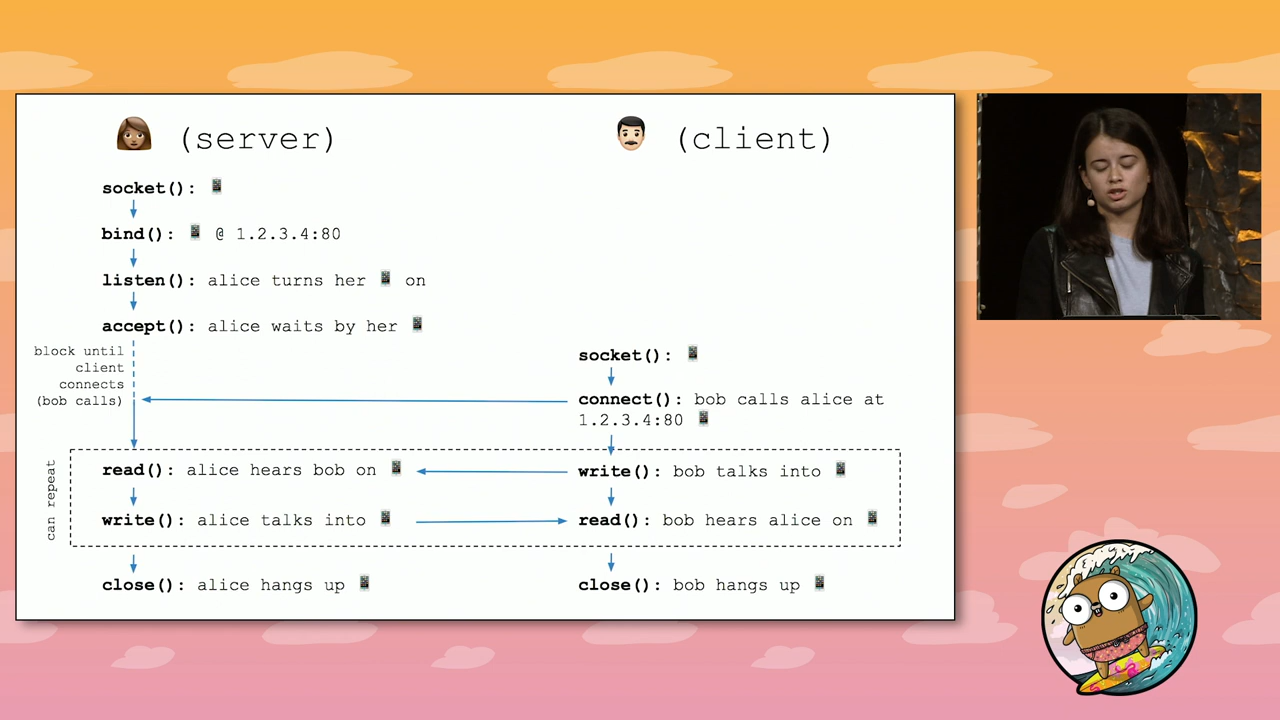 (server)
(client)
socket():
bind(): @ 1.2.3.4:80
listen(): alice turns her on
accept(): alice waits by her
block until
client
connects
(bob calls)
socket():
connect(): bob calls alice at
1.2.3.4:80
can repeat
read(): alice hears bob on
write(): bob talks into
write(): alice talks into
read(): bob hears alice on
close(): alice hangs up
close(): bob hangs up